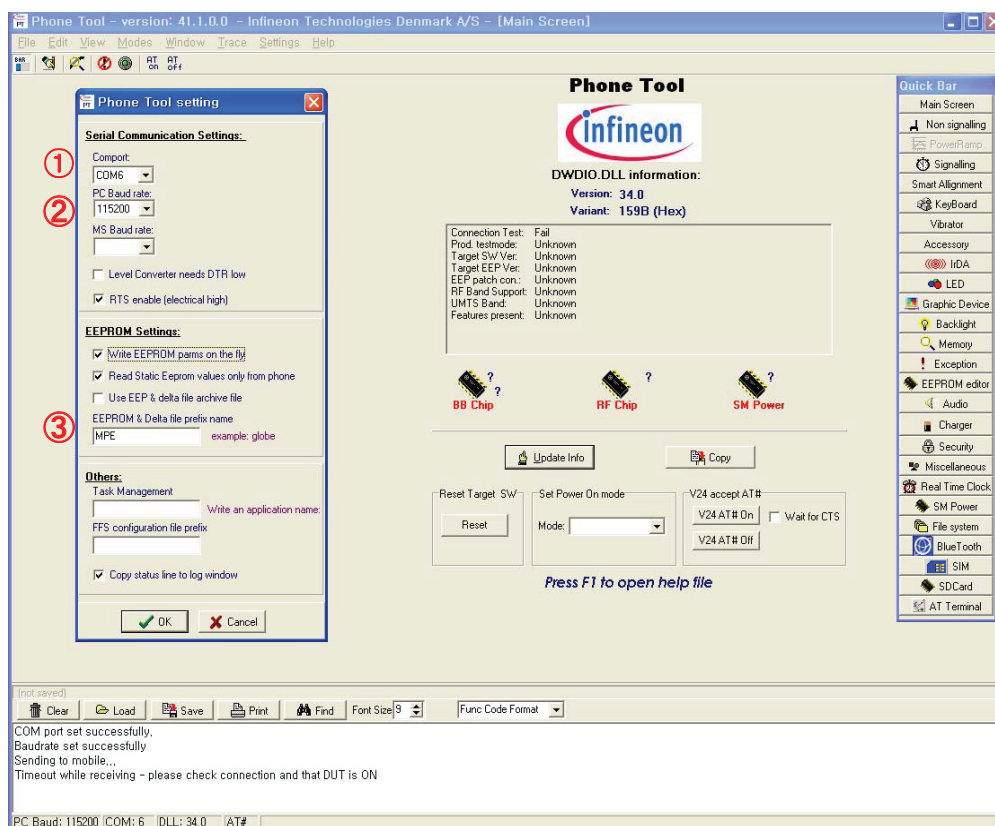 Phone Tool - version: 41.1.0.0 - Infineon Technologies Denmark A/S - [Main Screen]
File Edit View Modes Window Trace Settings Help
BAR AT on AT off
Phone Tool setting
Serial Communication Settings:
① Comport:
COM6
② PC Baud rate:
115200
MS Baud rate:
Level Converter needs DTR low
RTS enable (electrical high)
EEPROM Settings:
Write EEPROM parms on the fly
Read Static Eeprom values only from phone
Use EEP & delta file archive file
EEPROM & Delta file prefix name
③ MPE example: globe
Others:
Task Management
Write an application name:
FFS configuration file prefix
Copy status line to log window
OK Cancel
Phone Tool
infineon
DWDIO.DLL information:
Version: 34.0
Variant: 159B (Hex)
Connection Test: Fail
Prod. testmode: Unknown
Target SW Ver: Unknown
Target EEP Ver: Unknown
EEP patch con.: Unknown
RF Band Support: Unknown
UMTS Band: Unknown
Features present: Unknown
? ? ? ?
BB Chip RF Chip SM Power
Update Info Copy
Reset Target SW Set Power On mode V24 accept AT#
Reset Mode: V24 AT# On Wait for CTS
V24 AT# Off
Press F1 to open help file
Quick Bar
Main Screen
Non signalling
PowerRamp
Signalling
Smart Allignment
KeyBoard
Vibrator
Accessory
IrDA
LED
Graphic Device
Backlight
Memory
Exception
EEPROM editor
Audio
Charger
Security
Miscellaneous
Real Time Clock
SM Power
File system
BlueTooth
SIM
SDCard
AT Terminal
(not saved)
Clear Load Save Print Find Font Size 9 Func Code Format
COM port set successfully,
Baudrate set successfully
Sending to mobile,,,
Timeout while receiving - please check connection and that DUT is ON
PC Baud: 115200 COM: 6 DLL: 34.0 AT#